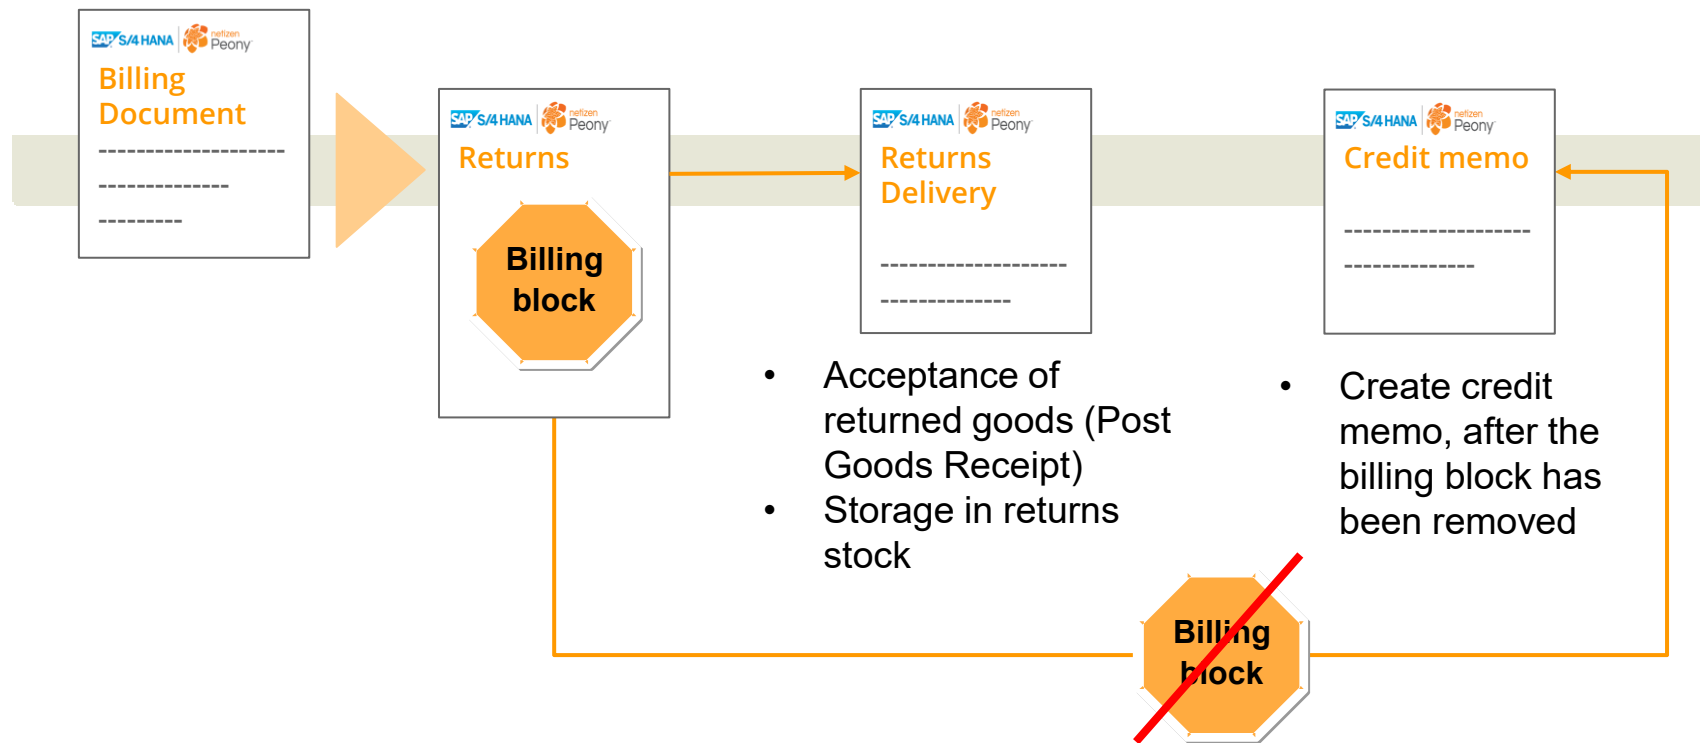 SAP S/4 HANA netizen Peony
Billing
Document
--------------------
--------------
---------
SAP S/4 HANA netizen Peony
Returns
Billing
block
SAP S/4 HANA netizen Peony
Returns
Delivery
--------------------
--------------
• Acceptance of
returned goods (Post
Goods Receipt)
• Storage in returns
stock
SAP S/4 HANA netizen Peony
Credit memo
--------------------
--------------
• Create credit
memo, after the
billing block has
been removed
Billing
block